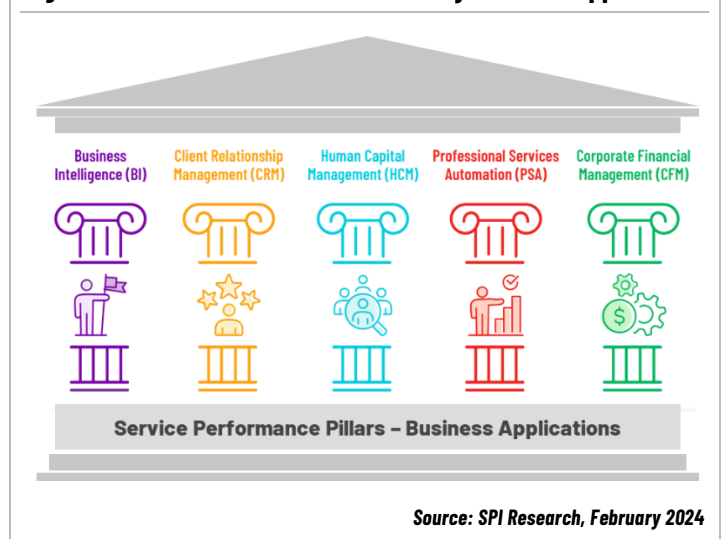 Business
Intelligence (BI)
Client Relationship
Management (CRM)
Human Capital
Management (HCM)
Professional Services
Automation (PSA)
Corporate Financial
Management (CFM)
$
Service Performance Pillars – Business Applications
Source: SPI Research, February 2024